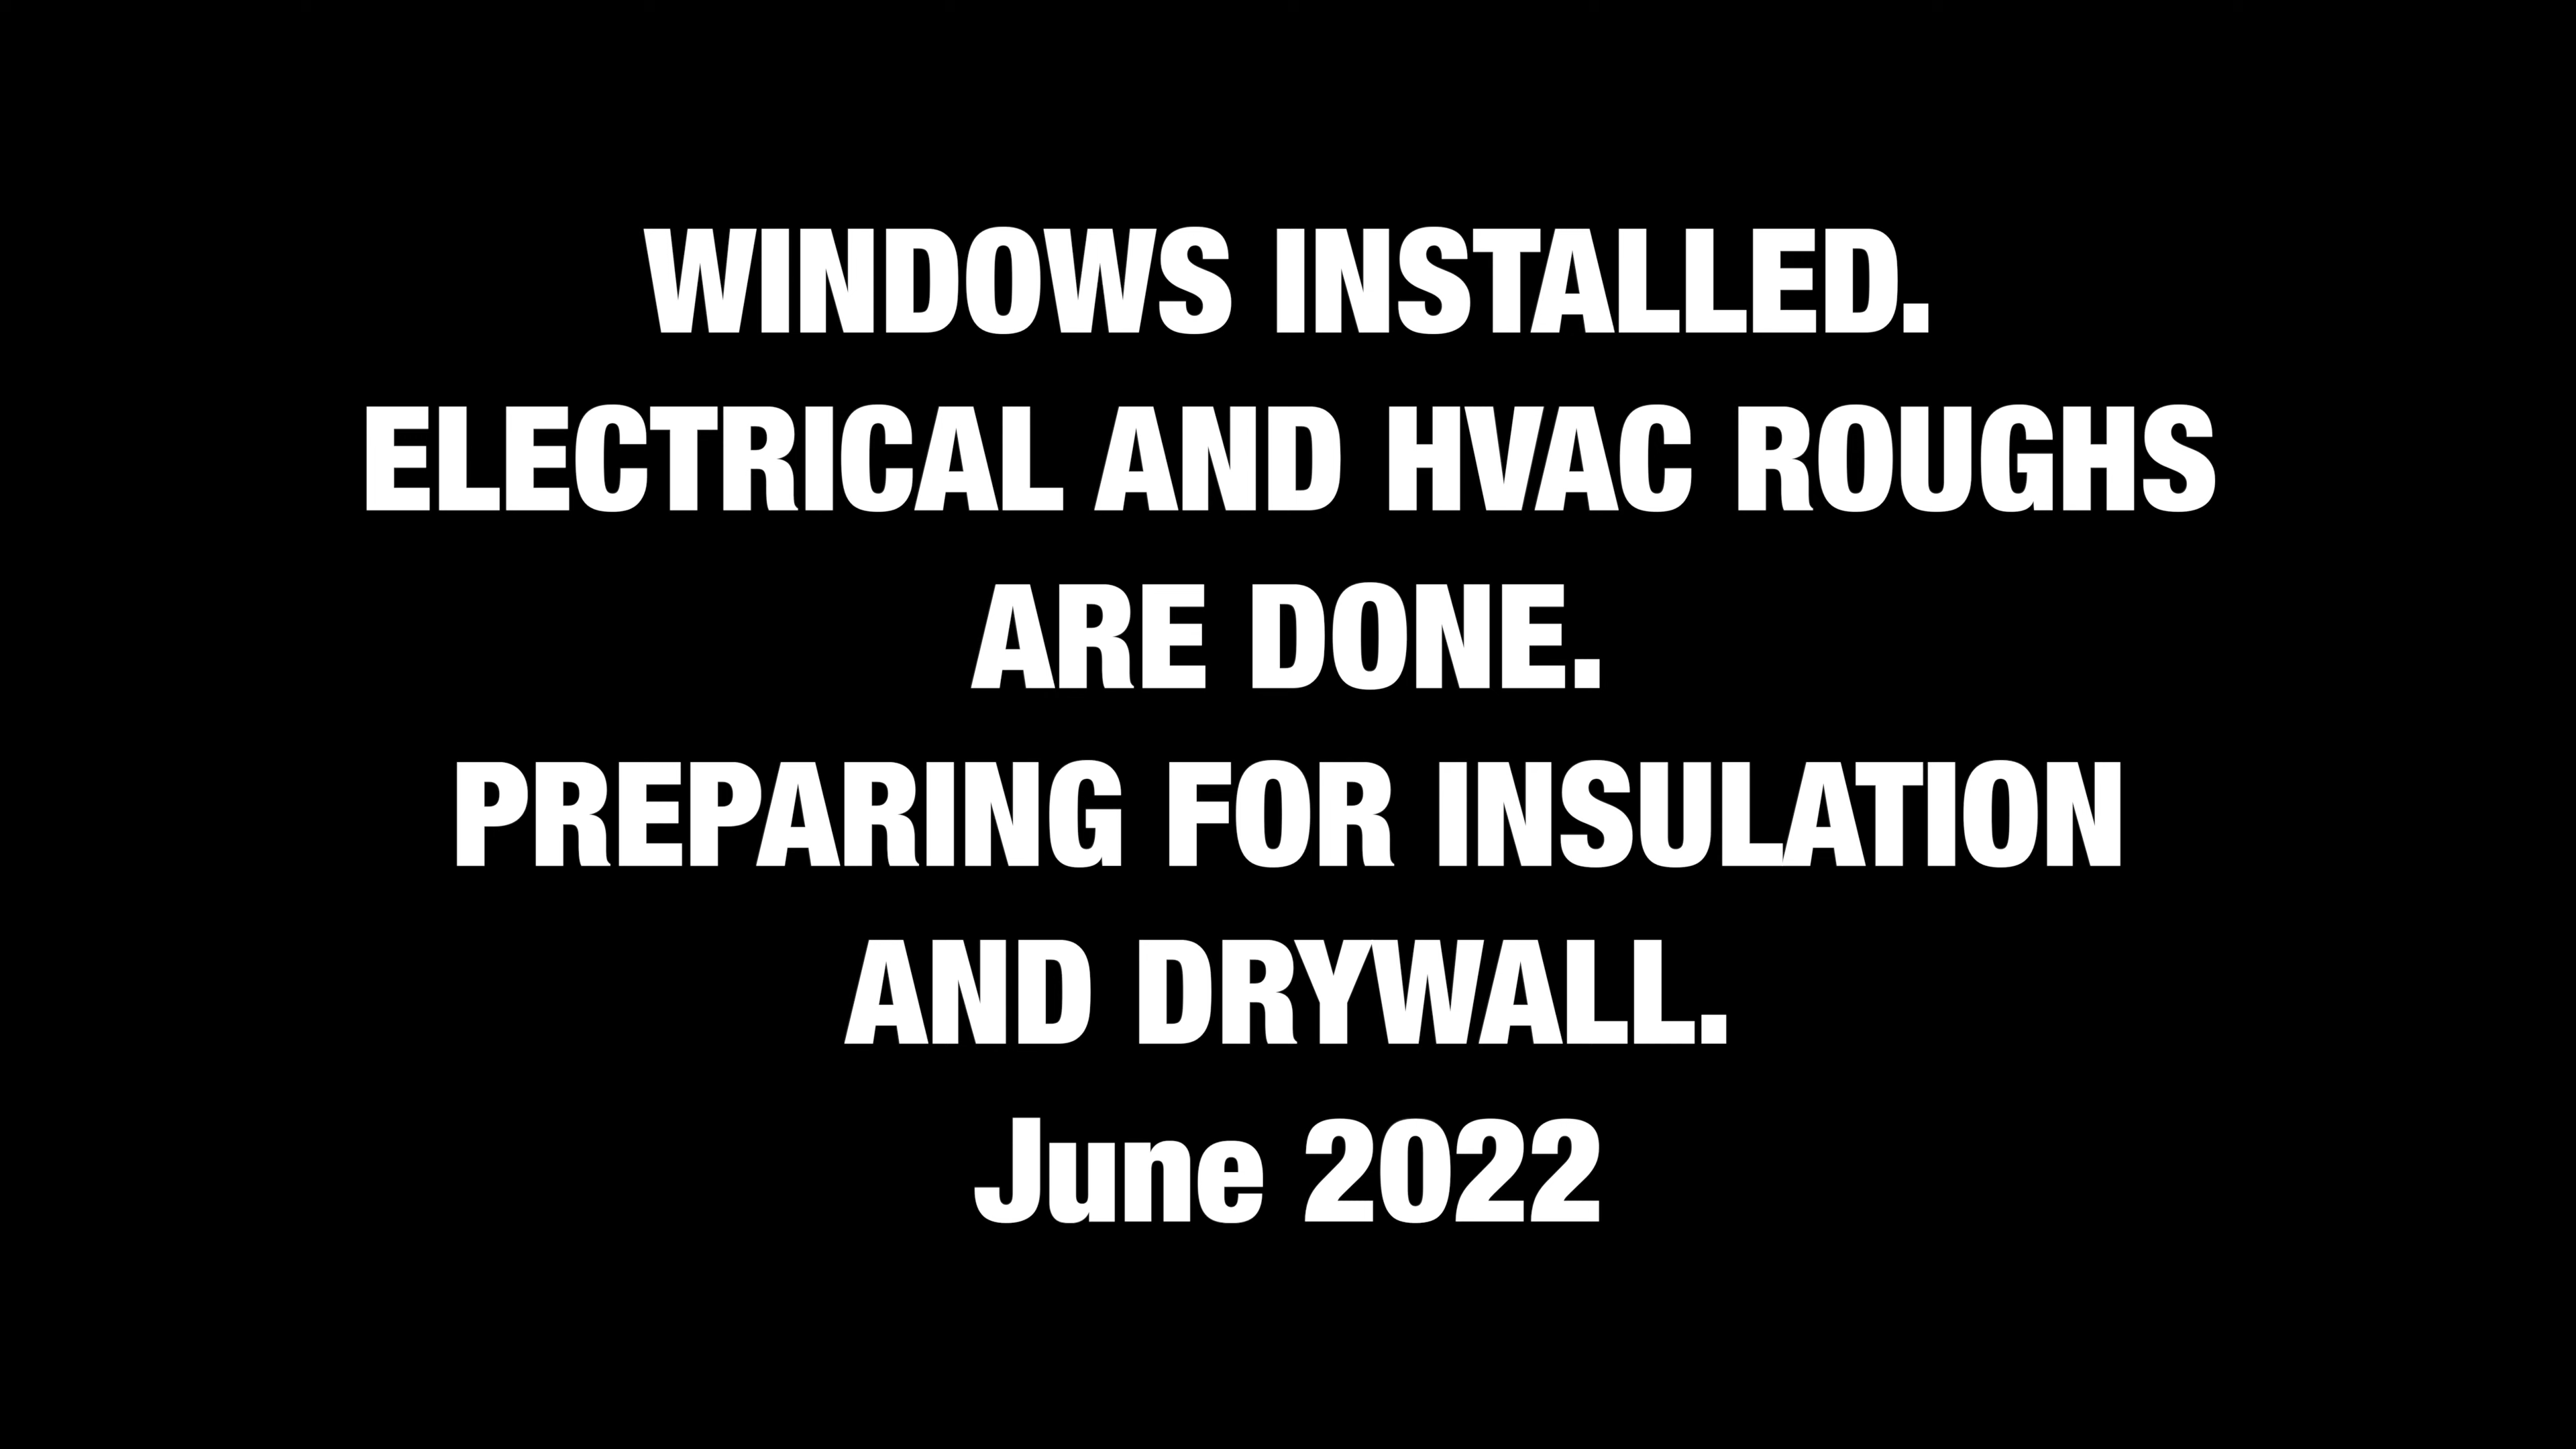 WINDOWS INSTALLED.
ELECTRICAL AND HVAC ROUGHS
ARE DONE.
PREPARING FOR INSULATION
AND DRYWALL.
June 2022